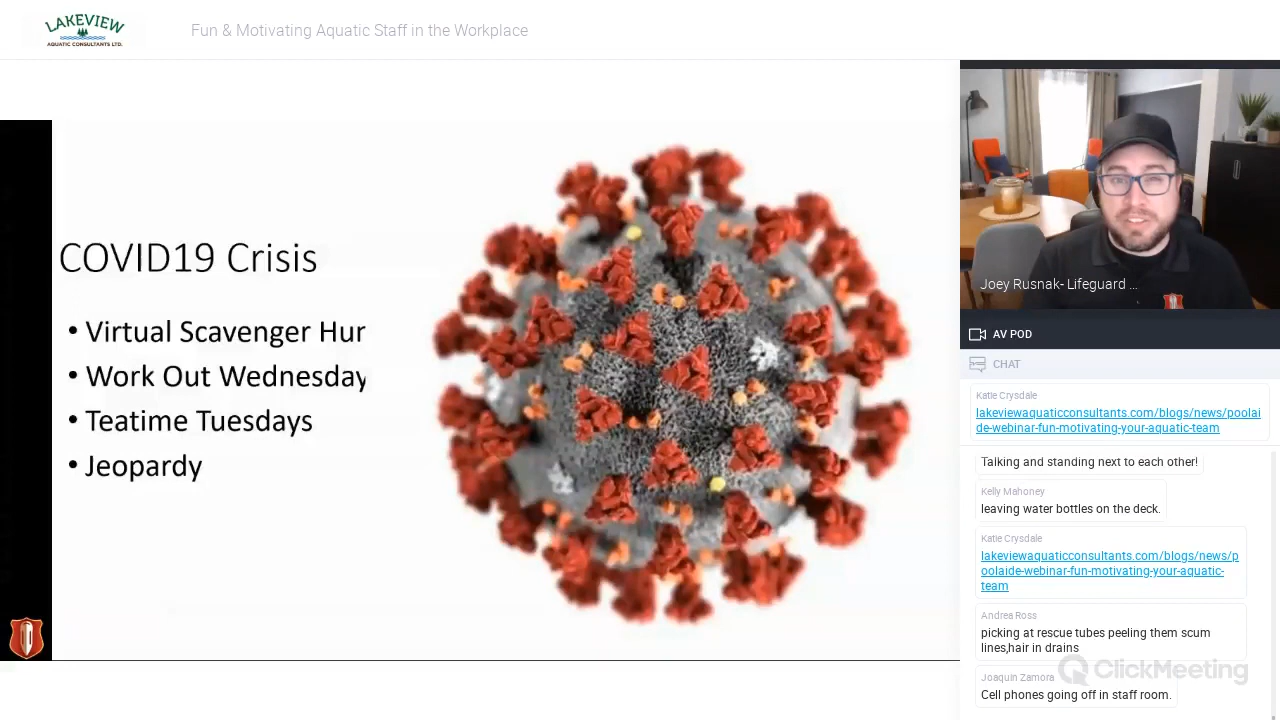 LAKEVIEW
AQUATIC CONSULTANTS LTD.
Fun & Motivating Aquatic Staff in the Workplace
COVID19 Crisis
• Virtual Scavenger Hur
• Work Out Wednesday
• Teatime Tuesdays
• Jeopardy
Joey Rusnak- Lifeguard ...
AV POD
CHAT
Katie Crysdale
lakeviewaquaticconsultants.com/blogs/news/poolai
de-webinar-fun-motivating-your-aquatic-team
Talking and standing next to each other!
Kelly Mahoney
leaving water bottles on the deck.
Katie Crysdale
lakeviewaquaticconsultants.com/blogs/news/p
oolaide-webinar-fun-motivating-your-aquatic-
team
Andrea Ross
picking at rescue tubes peeling them scum
lines,hair in drains
Joaquin Zamora
Cell phones going off in staff room.
ClickMeeting